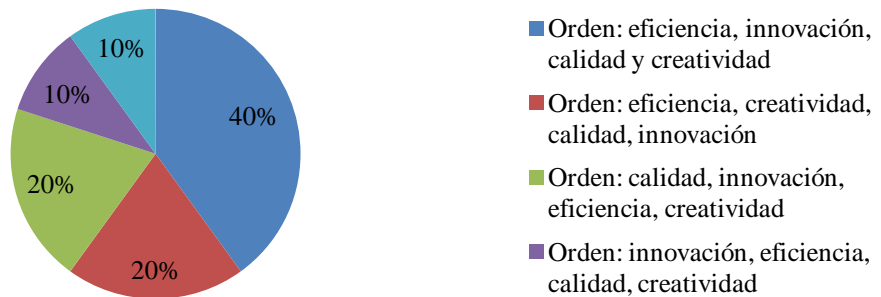 10%
10%
40%
20%
20%
Orden: eficiencia, innovación,
calidad y creatividad
Orden: eficiencia, creatividad,
calidad, innovación
Orden: calidad, innovación,
eficiencia, creatividad
Orden: innovación, eficiencia,
calidad, creatividad